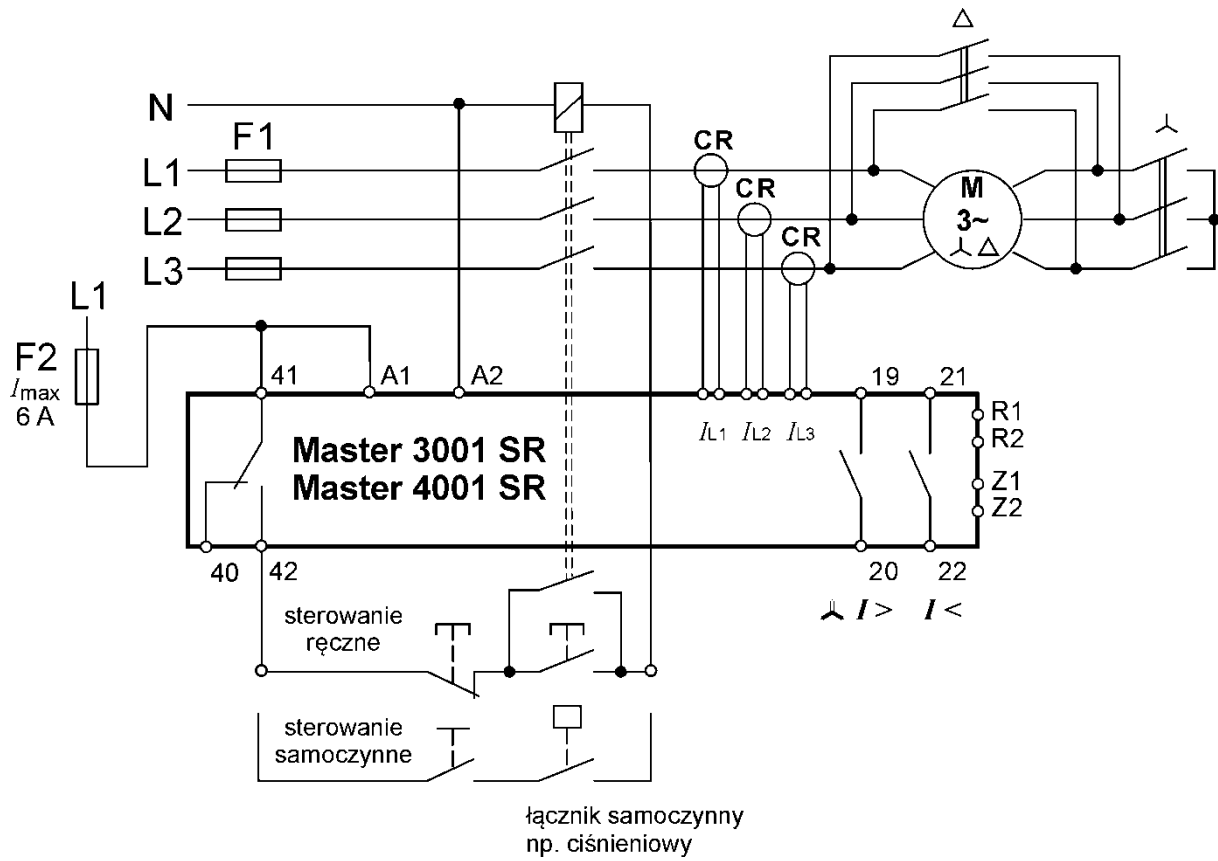 N
F1
L1
L2
L3
CR
CR
CR
M
3~
L1
F2
Imax
6 A
41
A1
A2
IL1
IL2
IL3
19
21
R1
R2
Z1
Z2
Master 3001 SR
Master 4001 SR
40
42
20
22
I >
I <
sterowanie
ręczne
sterowanie
samoczynne
łącznik samoczynny
np. ciśnieniowy